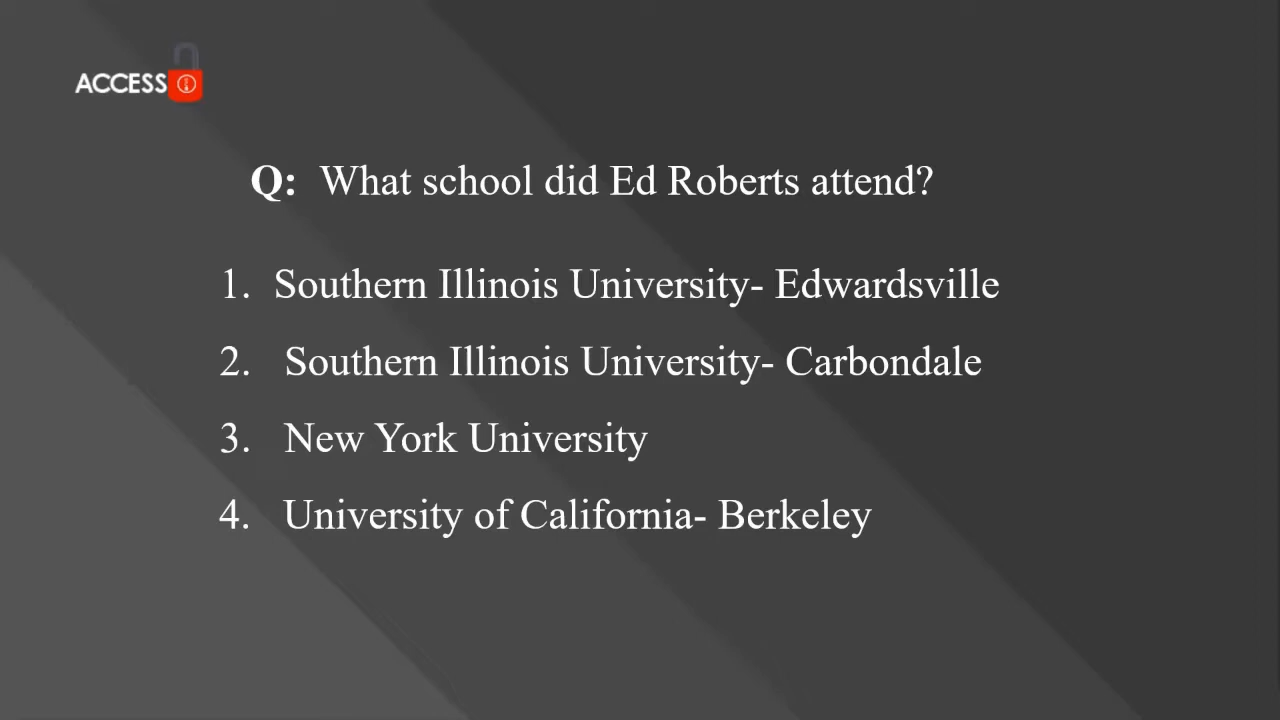 ACCESS
Q: What school did Ed Roberts attend?
1. Southern Illinois University- Edwardsville
2. Southern Illinois University- Carbondale
3. New York University
4. University of California- Berkeley